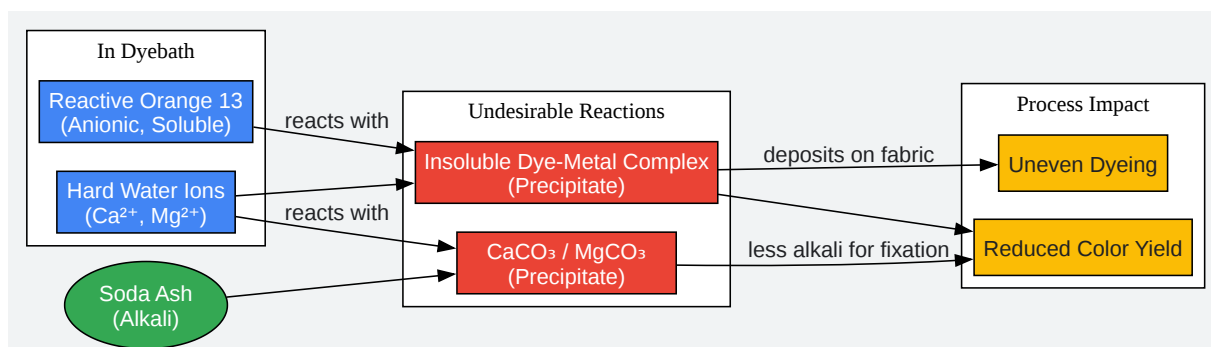 In Dyebath
Reactive Orange 13
(Anionic, Soluble)
Hard Water Ions
(Ca²⁺, Mg²⁺)
Soda Ash
(Alkali)
reacts with
reacts with
Undesirable Reactions
Insoluble Dye-Metal Complex
(Precipitate)
CaCO₃ / MgCO₃
(Precipitate)
deposits on fabric
less alkali for fixation
Process Impact
Uneven Dyeing
Reduced Color Yield